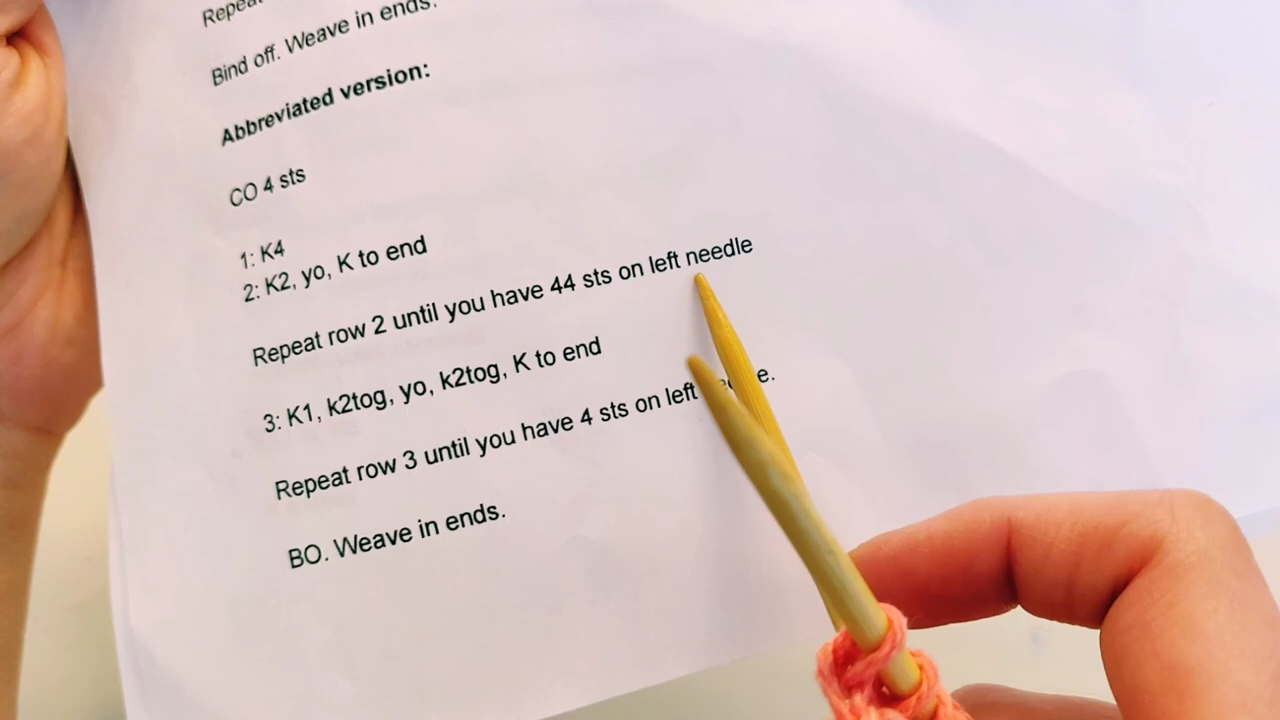 Repeat
Bind off. Weave in ends.
Abbreviated version:
CO 4 sts
1: K4
2: K2, yo, K to end
Repeat row 2 until you have 44 sts on left needle
3: K1, k2tog, yo, k2tog, K to end
Repeat row 3 until you have 4 sts on left
BO. Weave in ends.